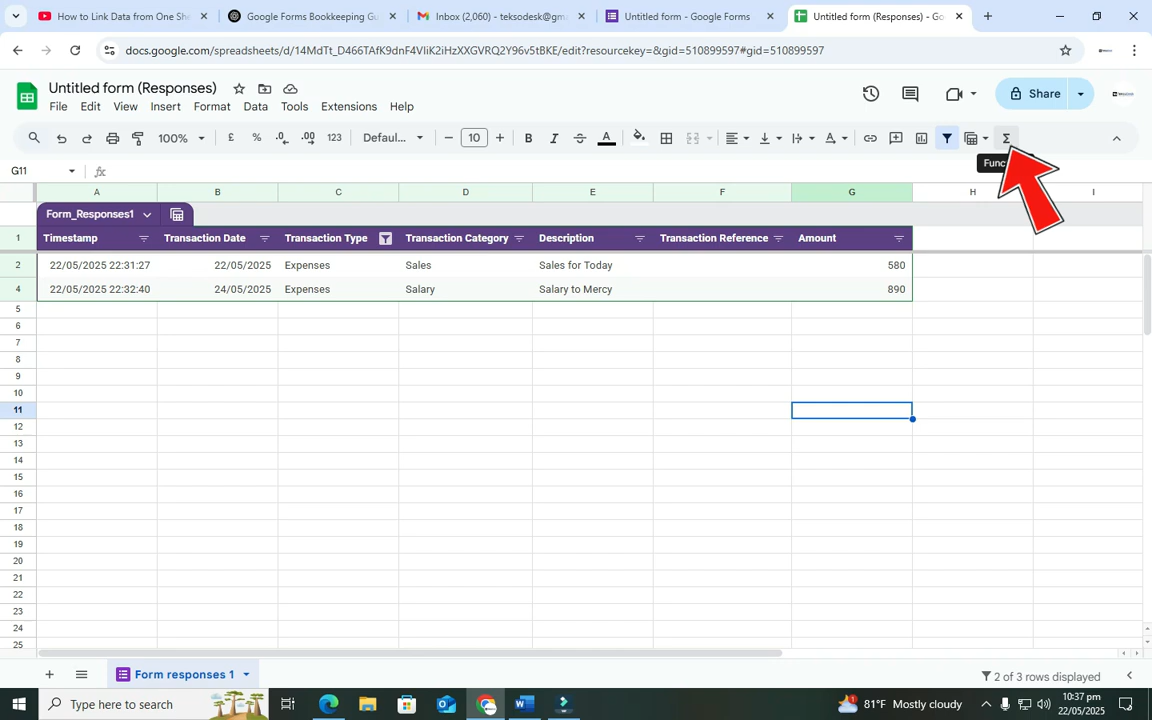 How to Link Data from One She
Google Forms Bookkeeping Gu
Inbox (2,060) - teksodesk@gm
Untitled form - Google Forms
Untitled form (Responses) - Go
docs.google.com/spreadsheets/d/14MdTt_D466TAfK9dnF4VIiK2iHzXXGVRQ2Y96v5tBKE/edit?resourcekey=&gid=510899597#gid=510899597
Untitled form (Responses)
File Edit View Insert Format Data Tools Extensions Help
Share
100% £ % .0 .00 123 Defaul... 10 B I A Σ
Func
G11 fx
A B C D E F G H I
Form_Responses1
1 Timestamp Transaction Date Transaction Type Transaction Category Description Transaction Reference Amount
2 22/05/2025 22:31:27 22/05/2025 Expenses Sales Sales for Today 580
4 22/05/2025 22:32:40 24/05/2025 Expenses Salary Salary to Mercy 890
5
6
7
8
9
10
11
12
13
14
15
16
17
18
19
20
21
22
23
24
25
Form responses 1
2 of 3 rows displayed
Type here to search
81°F Mostly cloudy
10:37 pm
22/05/2025